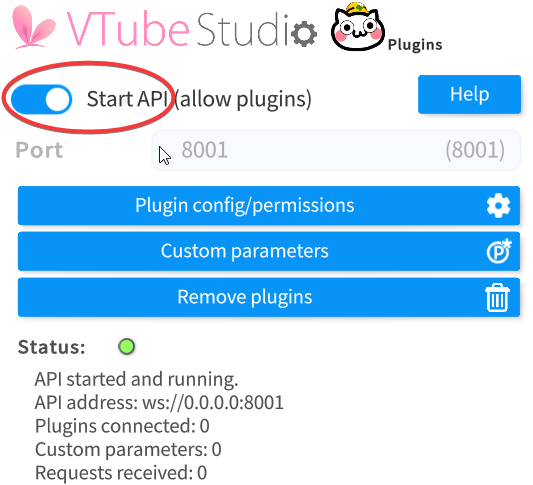 VTube Studio
Plugins
Start API (allow plugins)
Help
Port
8001
(8001)
Plugin config/permissions
Custom parameters
Remove plugins
Status:
API started and running.
API address: ws://0.0.0.0:8001
Plugins connected: 0
Custom parameters: 0
Requests received: 0